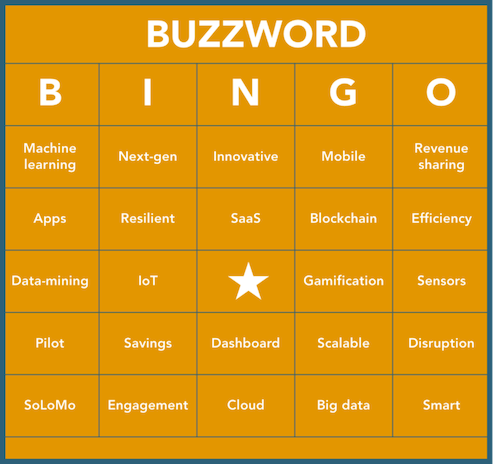 BUZZWORD
B I N G O
Machine learning Next-gen Innovative Mobile Revenue sharing
Apps Resilient SaaS Blockchain Efficiency
Data-mining IoT Gamification Sensors
Pilot Savings Dashboard Scalable Disruption
SoLoMo Engagement Cloud Big data Smart